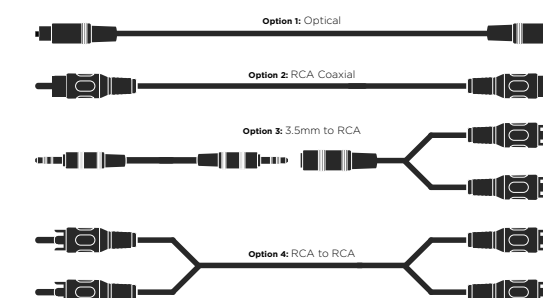 Option 1: Optical
Option 2: RCA Coaxial
Option 3: 3.5mm to RCA
Option 4: RCA to RCA